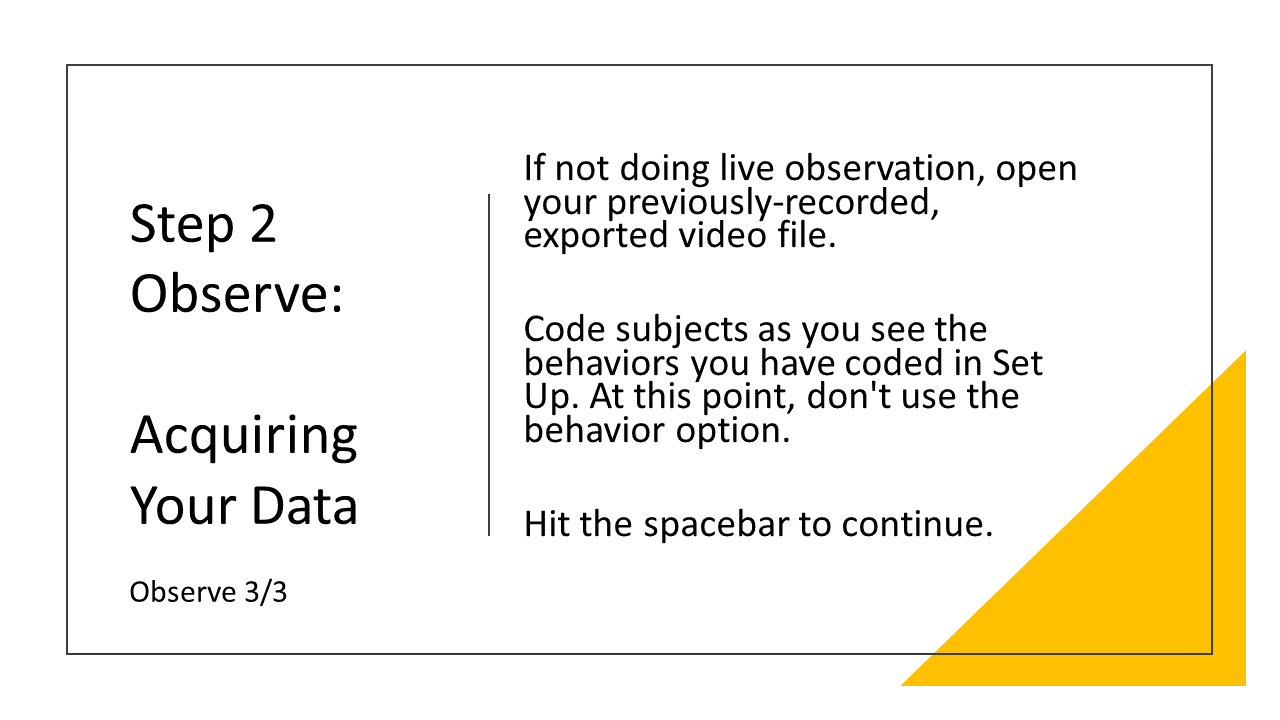 Step 2
Observe:
Acquiring
Your Data
Observe 3/3
If not doing live observation, open
your previously-recorded,
exported video file.
Code subjects as you see the
behaviors you have coded in Set
Up. At this point, don't use the
behavior option.
Hit the spacebar to continue.